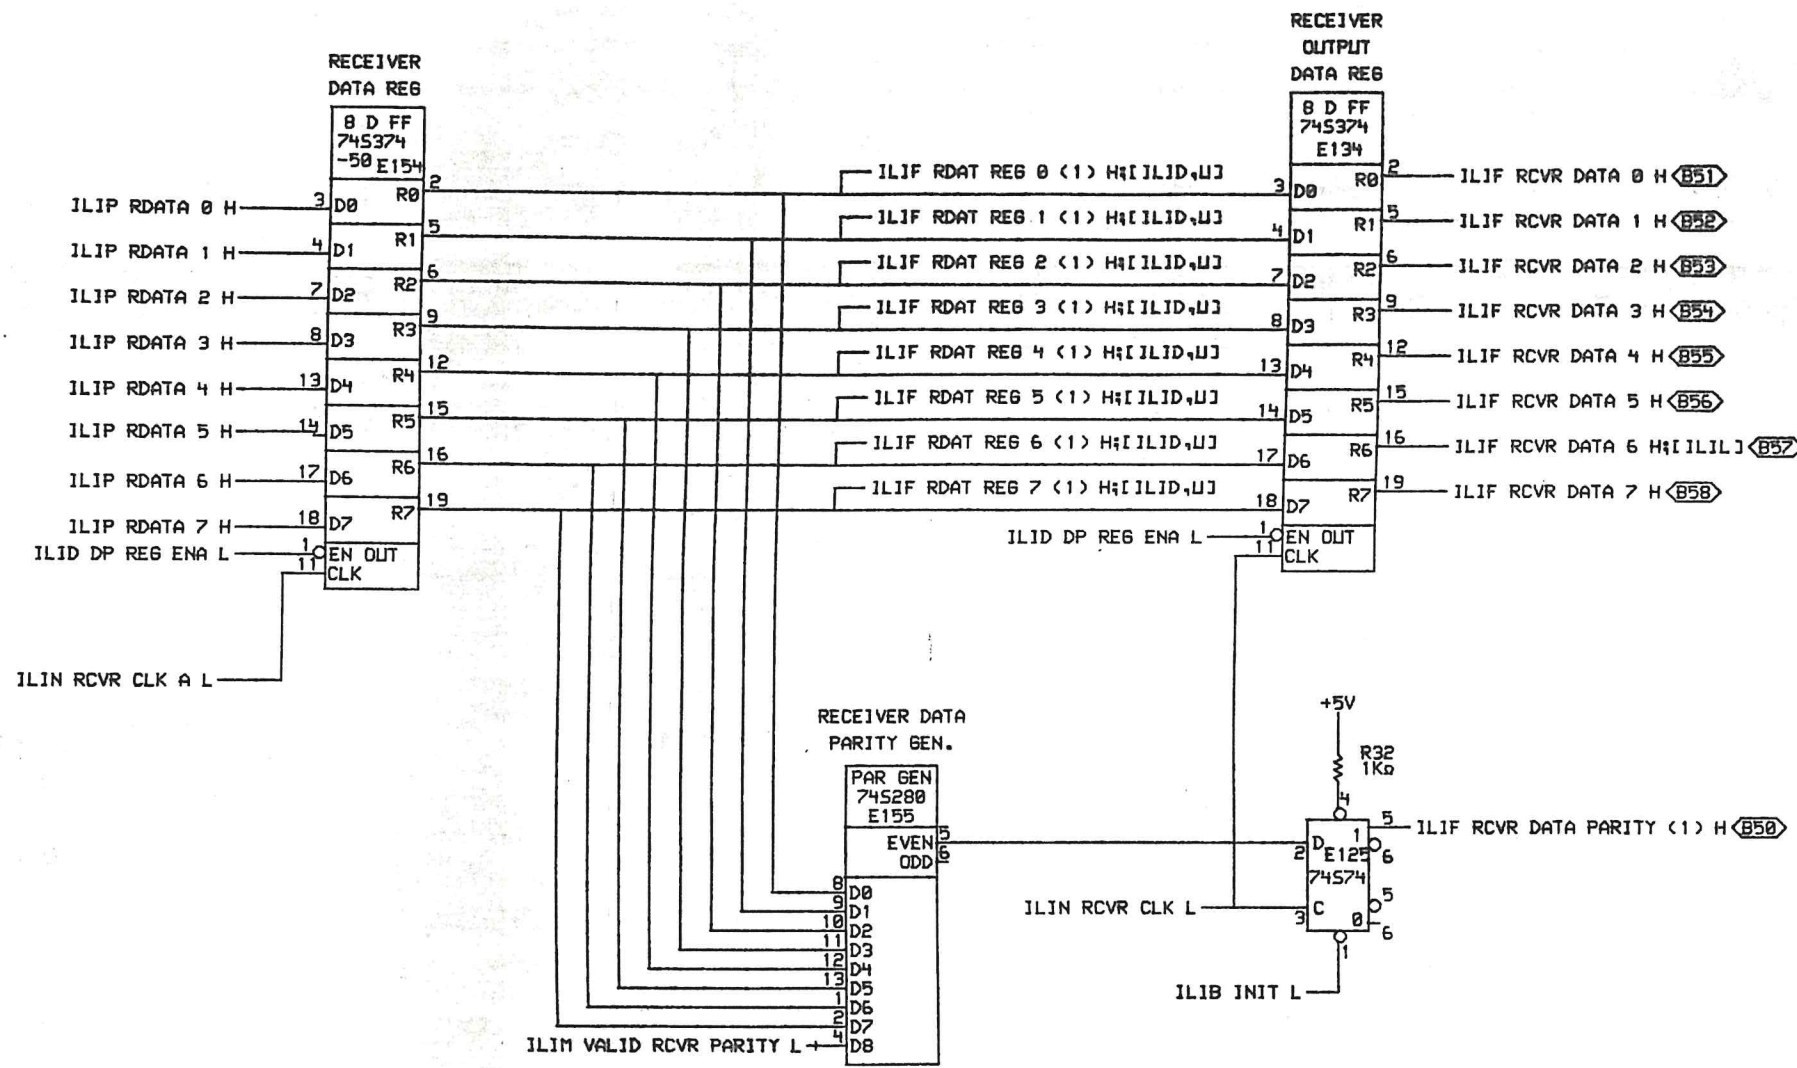 RECEIVER
DATA REG
8 D FF
74S374
-50 E154
ILIP RDATA 0 H 3 D0 R0 2
ILIP RDATA 1 H 4 D1 R1 5
ILIP RDATA 2 H 7 D2 R2 6
ILIP RDATA 3 H 8 D3 R3 9
ILIP RDATA 4 H 13 D4 R4 12
ILIP RDATA 5 H 14 D5 R5 15
ILIP RDATA 6 H 17 D6 R6 16
ILIP RDATA 7 H 18 D7 R7 19
ILID DP REG ENA L 1 EN OUT
11 CLK
ILIN RCVR CLK A L
ILIF RDAT REG 0 (1) H;[ILID,U]
ILIF RDAT REG 1 (1) H;[ILID,U]
ILIF RDAT REG 2 (1) H;[ILID,U]
ILIF RDAT REG 3 (1) H;[ILID,U]
ILIF RDAT REG 4 (1) H;[ILID,U]
ILIF RDAT REG 5 (1) H;[ILID,U]
ILIF RDAT REG 6 (1) H;[ILID,U]
ILIF RDAT REG 7 (1) H;[ILID,U]
RECEIVER
OUTPUT
DATA REG
8 D FF
74S374
E134
3 D0 R0 2 ILIF RCVR DATA 0 H B51
4 D1 R1 5 ILIF RCVR DATA 1 H B52
7 D2 R2 6 ILIF RCVR DATA 2 H B53
8 D3 R3 9 ILIF RCVR DATA 3 H B54
13 D4 R4 12 ILIF RCVR DATA 4 H B55
14 D5 R5 15 ILIF RCVR DATA 5 H B56
17 D6 R6 16 ILIF RCVR DATA 6 H;[ILIL] B57
18 D7 R7 19 ILIF RCVR DATA 7 H B58
ILID DP REG ENA L 1 EN OUT
11 CLK
RECEIVER DATA
PARITY GEN.
PAR GEN
74S280
E155
EVEN 5
ODD 6
8 D0
9 D1
10 D2
11 D3
12 D4
13 D5
1 D6
2 D7
ILIM VALID RCVR PARITY L 4 D8
+5V
R32
1KΩ
4
2 D 1 5 ILIF RCVR DATA PARITY (1) H B50
E125 6
74S74
ILIN RCVR CLK L 3 C 5
0 6
1
ILIB INIT L